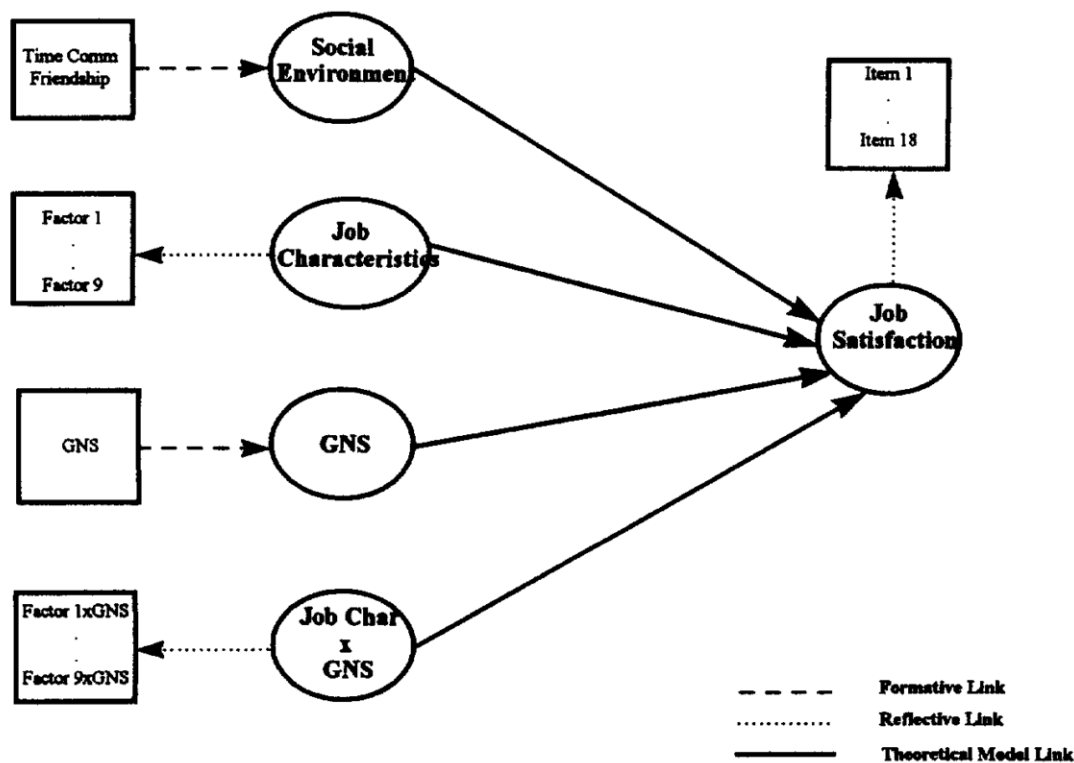 Time Comm
Friendship
Social
Environment
Item 1
.
.
Item 18
Factor 1
.
.
Factor 9
Job
Characteristics
Job
Satisfaction
GNS
GNS
Factor 1xGNS
.
.
Factor 9xGNS
Job Char
x
GNS
Formative Link
Reflective Link
Theoretical Model Link